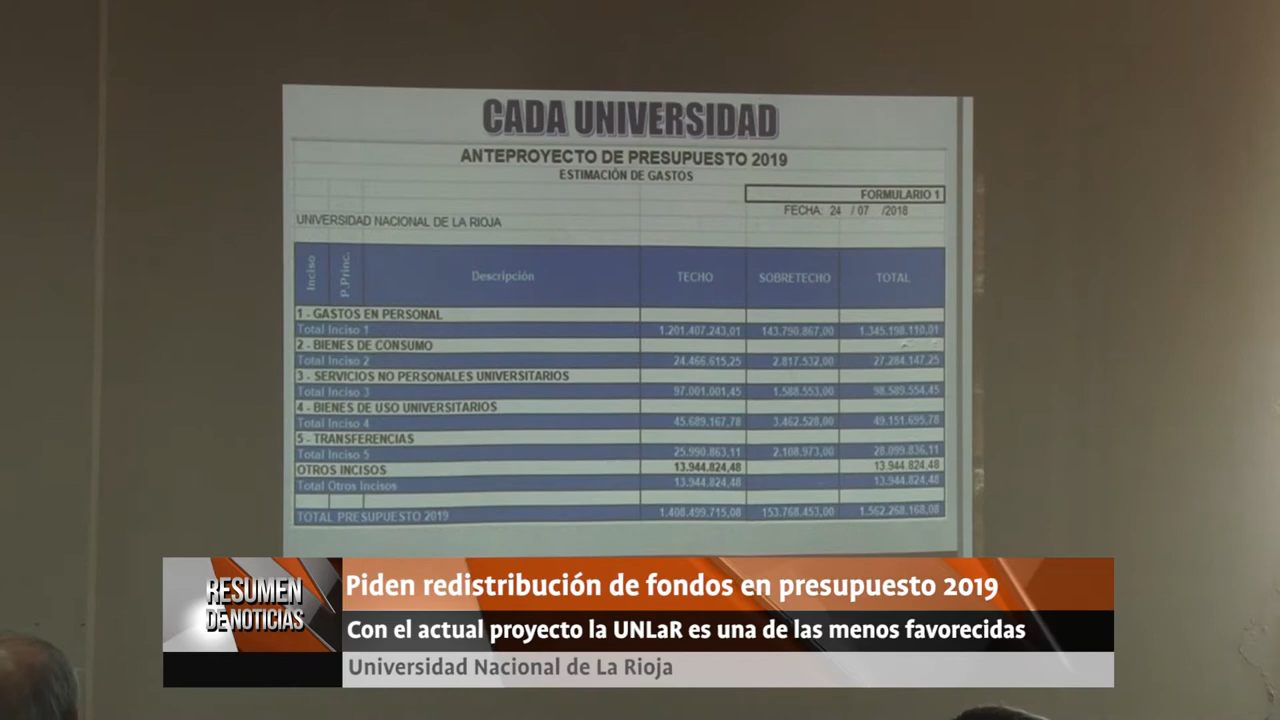 CADA UNIVERSIDAD
ANTEPROYECTO DE PRESUPUESTO 2019
ESTIMACIÓN DE GASTOS
FORMULARIO 1
FECHA: 24 / 07 /2018
UNIVERSIDAD NACIONAL DE LA RIOJA
Inciso P.Princ. Descripción TECHO SOBRETECHO TOTAL
1 - GASTOS EN PERSONAL
Total Inciso 1 1.201.407.243,01 143.790.867,00 1.345.198.110,01
2 - BIENES DE CONSUMO
Total Inciso 2 24.466.615,25 2.817.532,00 27.284.147,25
3 - SERVICIOS NO PERSONALES UNIVERSITARIOS
Total Inciso 3 97.001.001,45 1.588.553,00 98.589.554,45
4 - BIENES DE USO UNIVERSITARIOS
Total Inciso 4 45.689.167,78 3.462.528,00 49.151.695,78
5 - TRANSFERENCIAS
Total Inciso 5 25.990.863,11 2.108.973,00 28.099.836,11
OTROS INCISOS 13.944.824,48 13.944.824,48
Total Otros Incisos 13.944.824,48 13.944.824,48
TOTAL PRESUPUESTO 2019 1.408.499.715,08 153.768.453,00 1.562.268.168,08
RESUMEN
DE NOTICIAS
Piden redistribución de fondos en presupuesto 2019
Con el actual proyecto la UNLaR es una de las menos favorecidas
Universidad Nacional de La Rioja